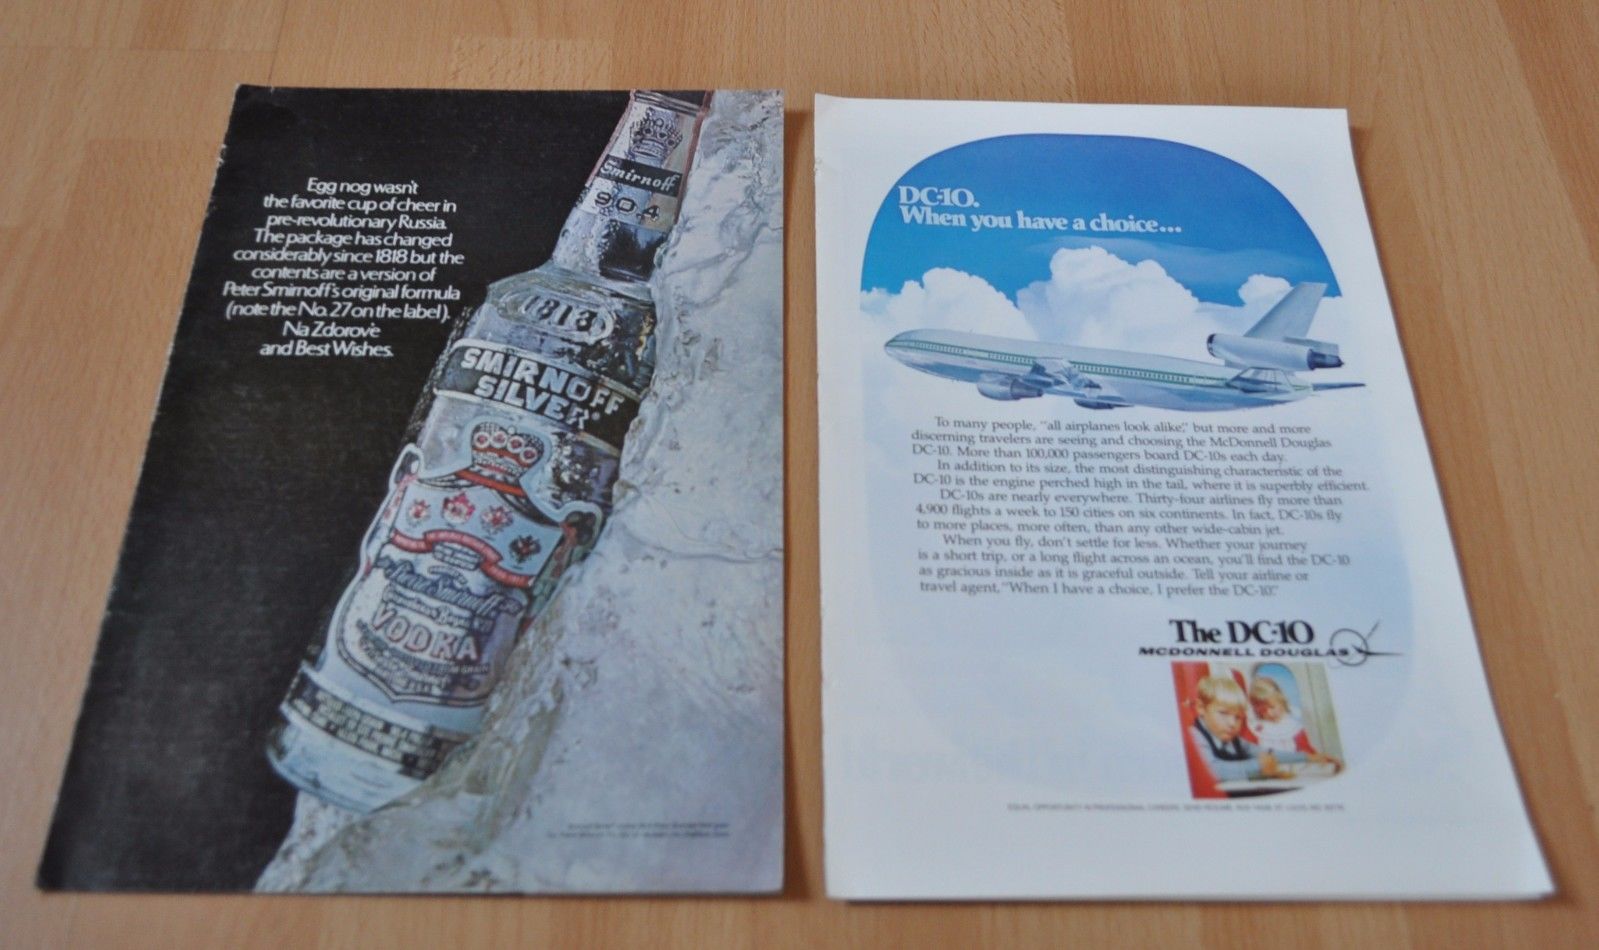 Egg nog wasn't
the favorite cup of cheer in
pre-revolutionary Russia.
The package has changed
considerably since 1818 but the
contents are a version of
Peter Smirnoff's original formula
(note the No. 27 on the label).
Na Zdorov'e
and Best Wishes.
Smirnoff
90.4
1818
SMIRNOFF
SILVER®
VODKA
DC-10.
When you have a choice...
To many people, "all airplanes look alike," but more and more
discerning travelers are seeing and choosing the McDonnell Douglas
DC-10. More than 100,000 passengers board DC-10s each day.
In addition to its size, the most distinguishing characteristic of the
DC-10 is the engine perched high in the tail, where it is superbly efficient.
DC-10s are nearly everywhere. Thirty-four airlines fly more than
4,900 flights a week to 150 cities on six continents. In fact, DC-10s fly
to more places, more often, than any other wide-cabin jet.
When you fly, don't settle for less. Whether your journey
is a short trip, or a long flight across an ocean, you'll find the DC-10
as gracious inside as it is graceful outside. Tell your airline or
travel agent, "When I have a choice, I prefer the DC-10."
The DC-10
MCDONNELL DOUGLAS
EQUAL OPPORTUNITY IN PROFESSIONAL CAREERS.